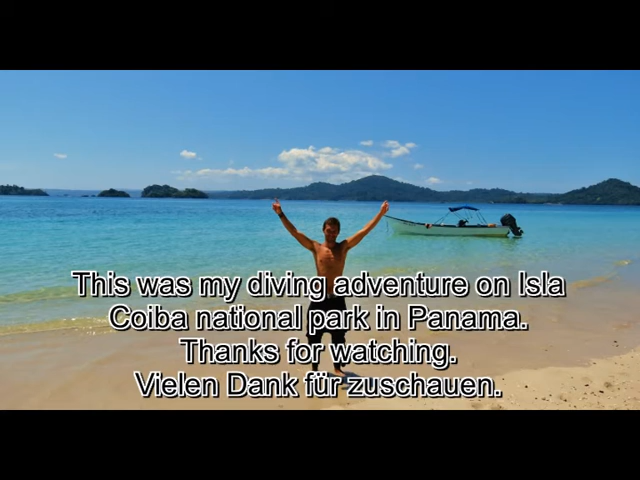 This was my diving adventure on Isla
Coiba national park in Panama.
Thanks for watching.
Vielen Dank für zuschauen.